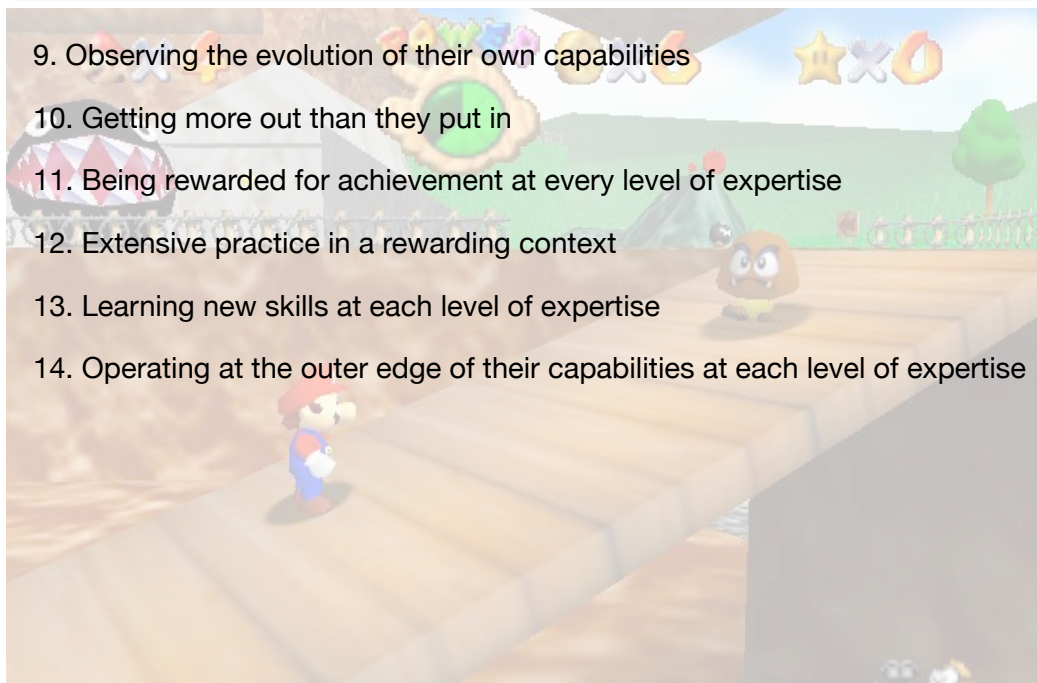 9. Observing the evolution of their own capabilities
10. Getting more out than they put in
11. Being rewarded for achievement at every level of expertise
12. Extensive practice in a rewarding context
13. Learning new skills at each level of expertise
14. Operating at the outer edge of their capabilities at each level of expertise